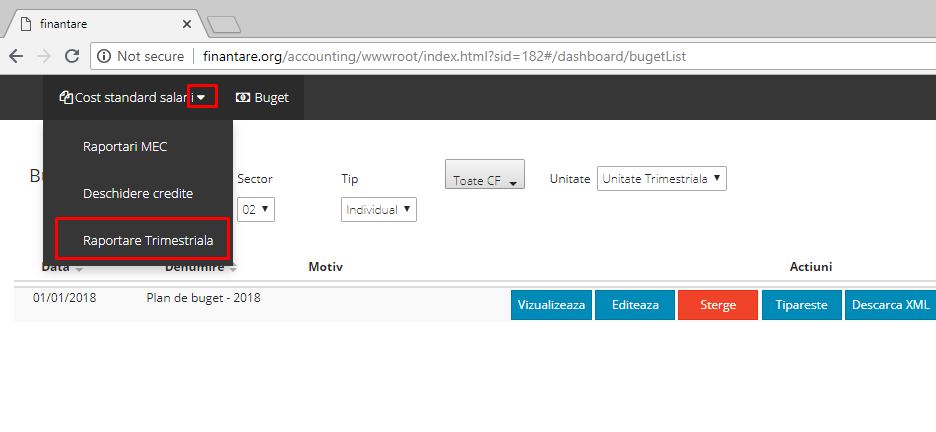 finantare
Not secure finantare.org/accounting/wwwroot/index.html?sid=182#/dashboard/bugetList
Cost standard salarii Buget
Raportari MEC
Deschidere credite
Raportare Trimestriala
Sector Tip Toate CF Unitate Unitate Trimestriala
02 Individual
Data Denumire Motiv Actiuni
01/01/2018 Plan de buget - 2018 Vizualizeaza Editeaza Sterge Tipareste Descarca XML